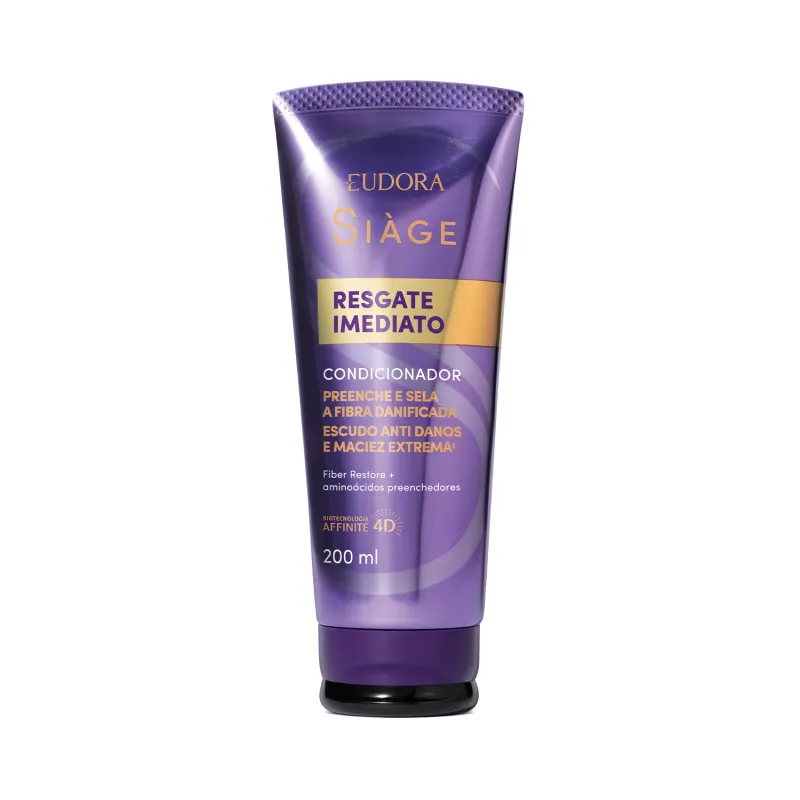 EUDORA
SIÀGE
RESGATE
IMEDIATO
CONDICIONADOR
PREENCHE E SELA
A FIBRA DANIFICADA
ESCUDO ANTI DANOS
E MACIEZ EXTREMA¹
Fiber Restore +
aminoácidos preenchedores
BIOTECNOLOGIA
AFFINITÉ 4D
200 ml